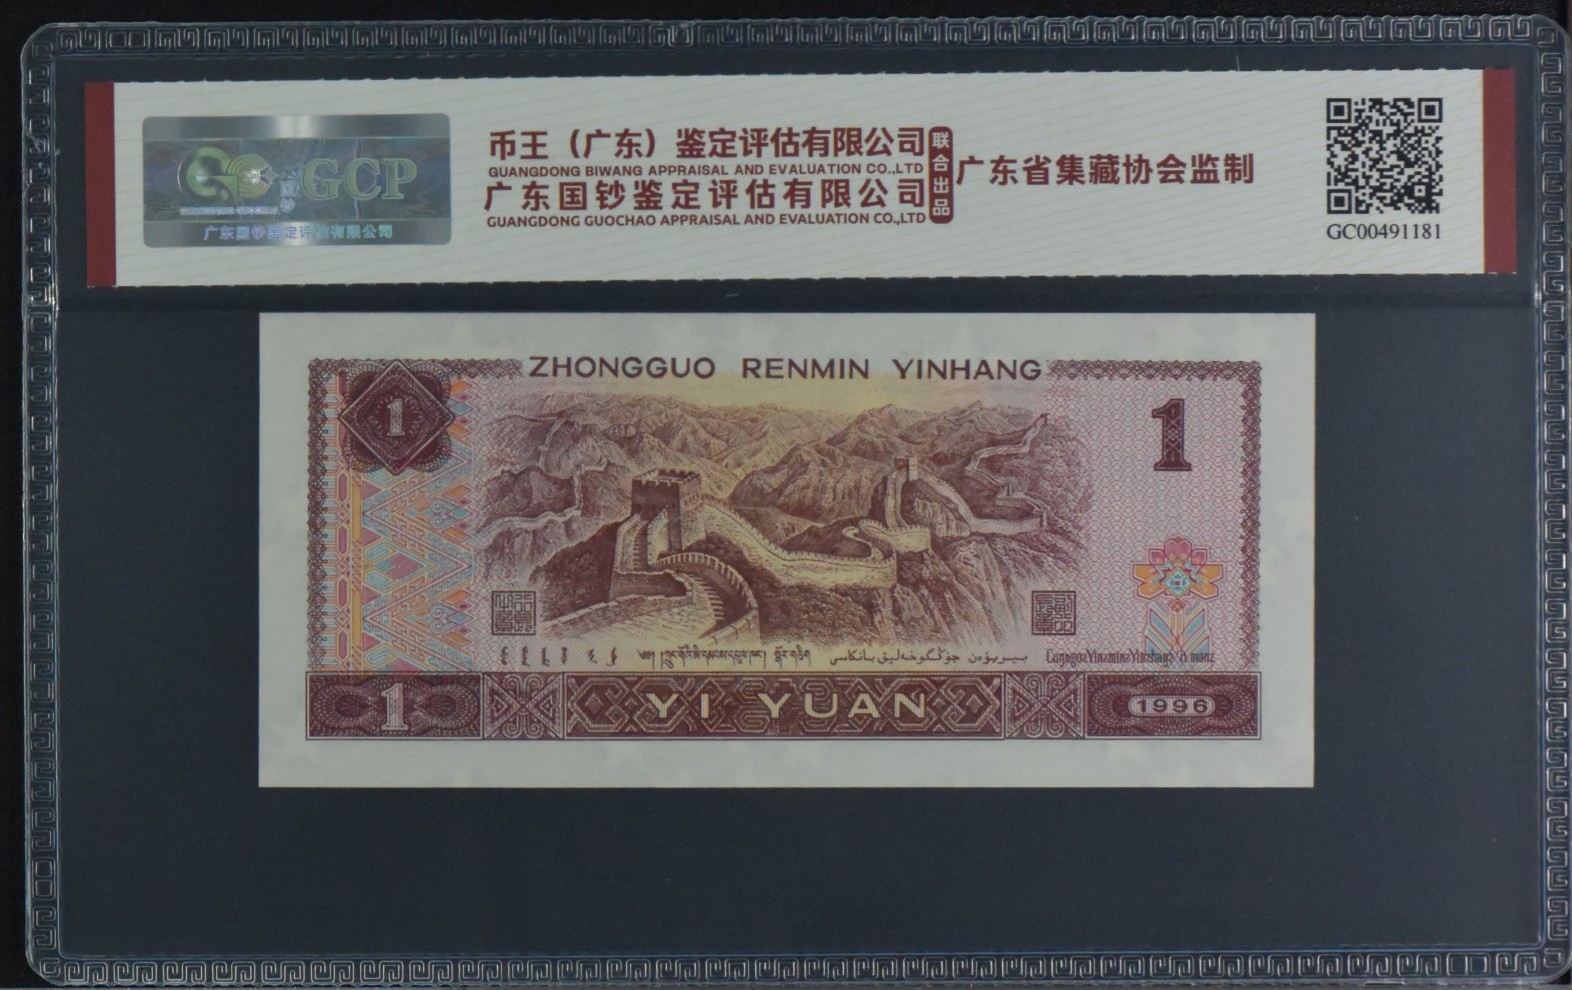 币王（广东）鉴定评估有限公司
GUANGDONG BIWANG APPRAISAL AND EVALUATION CO.,LTD
广东国钞鉴定评估有限公司
GUANGDONG GUOCHAO APPRAISAL AND EVALUATION CO.,LTD
联合出品
广东省集藏协会监制
GCP
广东国钞鉴定评估有限公司
GC00491181
ZHONGGUO RENMIN YINHANG
1
1
1
YI YUAN
1996